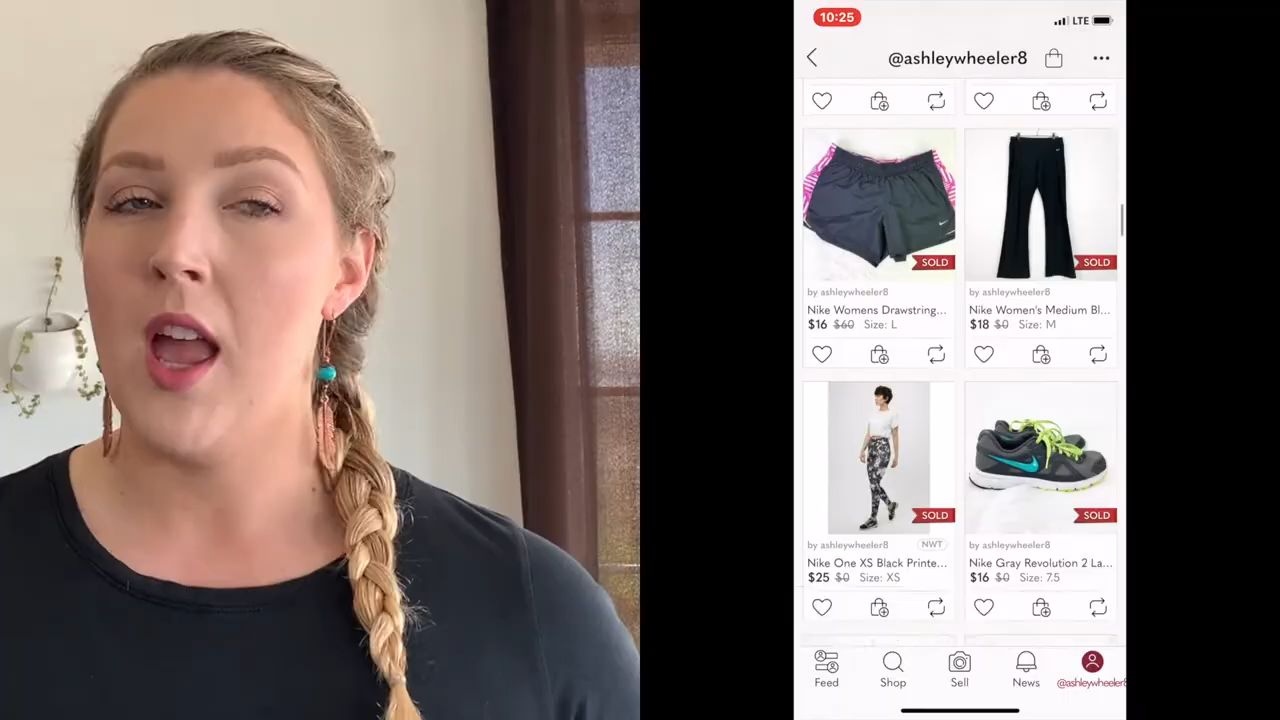 10:25
LTE
@ashleywheeler8
SOLD
SOLD
by ashleywheeler8
by ashleywheeler8
Nike Womens Drawstring...
Nike Women's Medium Bl...
$16 $60 Size: L
$18 $0 Size: M
SOLD
SOLD
by ashleywheeler8
NWT
by ashleywheeler8
Nike One XS Black Printe...
Nike Gray Revolution 2 La...
$25 $0 Size: XS
$16 $0 Size: 7.5
Feed
Shop
Sell
News
@ashleywheeler8